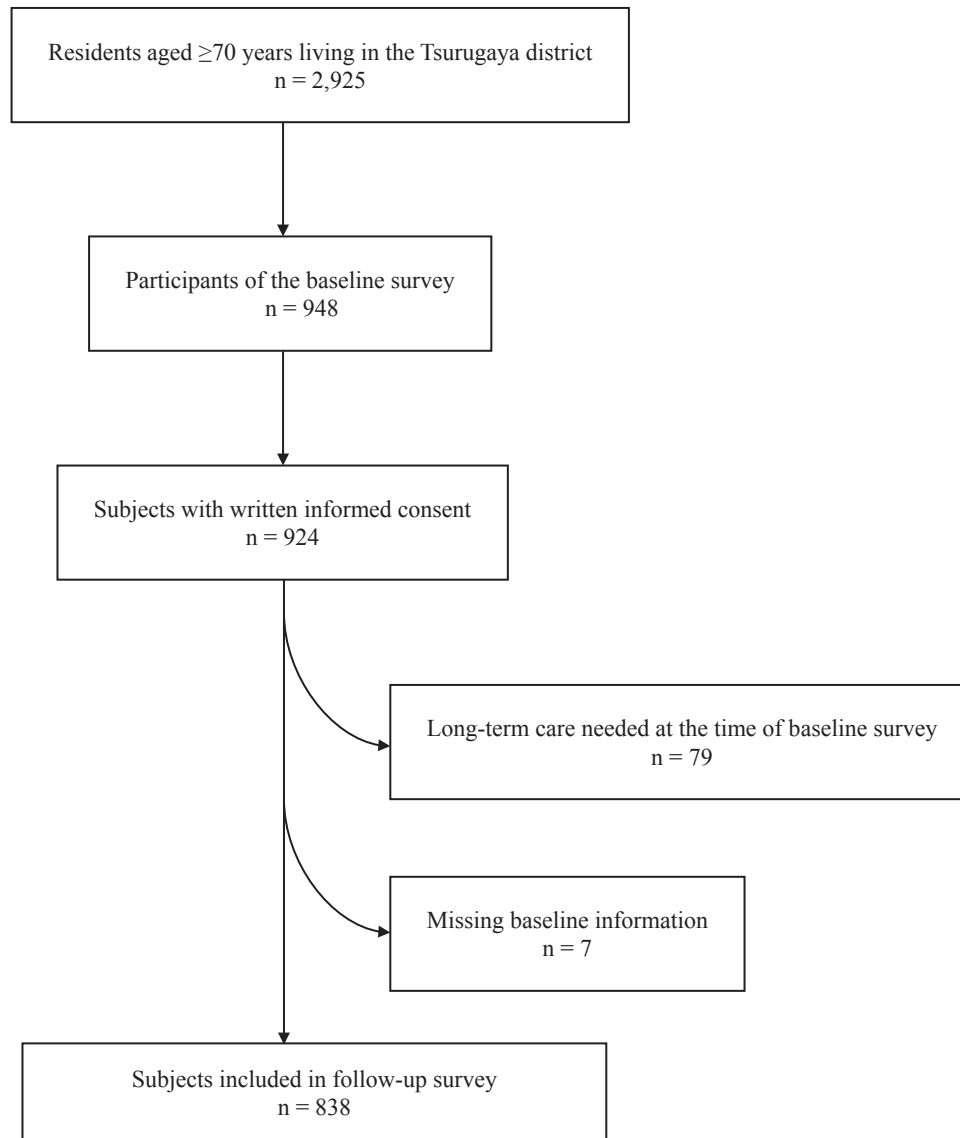 Residents aged ≥70 years living in the Tsurugaya district
n = 2,925
Participants of the baseline survey
n = 948
Subjects with written informed consent
n = 924
Long-term care needed at the time of baseline survey
n = 79
Missing baseline information
n = 7
Subjects included in follow-up survey
n = 838